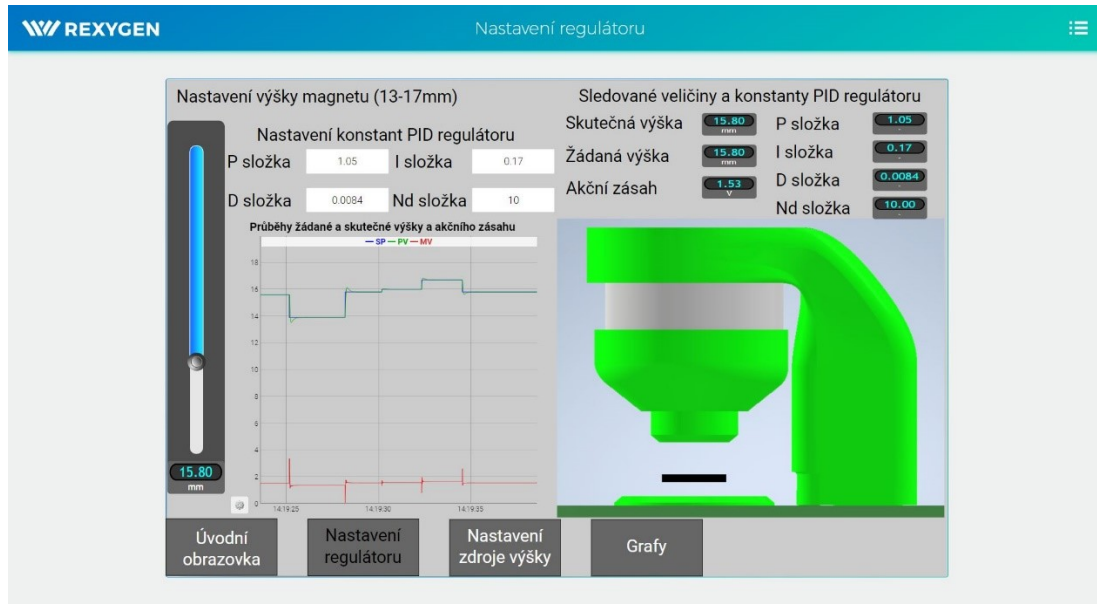 REXYGEN
Nastavení regulátoru
Nastavení výšky magnetu (13-17mm)
Sledované veličiny a konstanty PID regulátoru
Nastavení konstant PID regulátoru
P složka 1.05 I složka 0.17
D složka 0.0084 Nd složka 10
Skutečná výška 15.80 mm P složka 1.05 -
Žádaná výška 15.80 mm I složka 0.17 -
Akční zásah 1.53 V D složka 0.0084 -
Nd složka 10.00 -
Průběhy žádané a skutečné výšky a akčního zásahu
SP PV MV
18
16
14
12
10
8
6
4
2
0
14:19:25 14:19:30 14:19:35
15.80
mm
Úvodní
obrazovka
Nastavení
regulátoru
Nastavení
zdroje výšky
Grafy